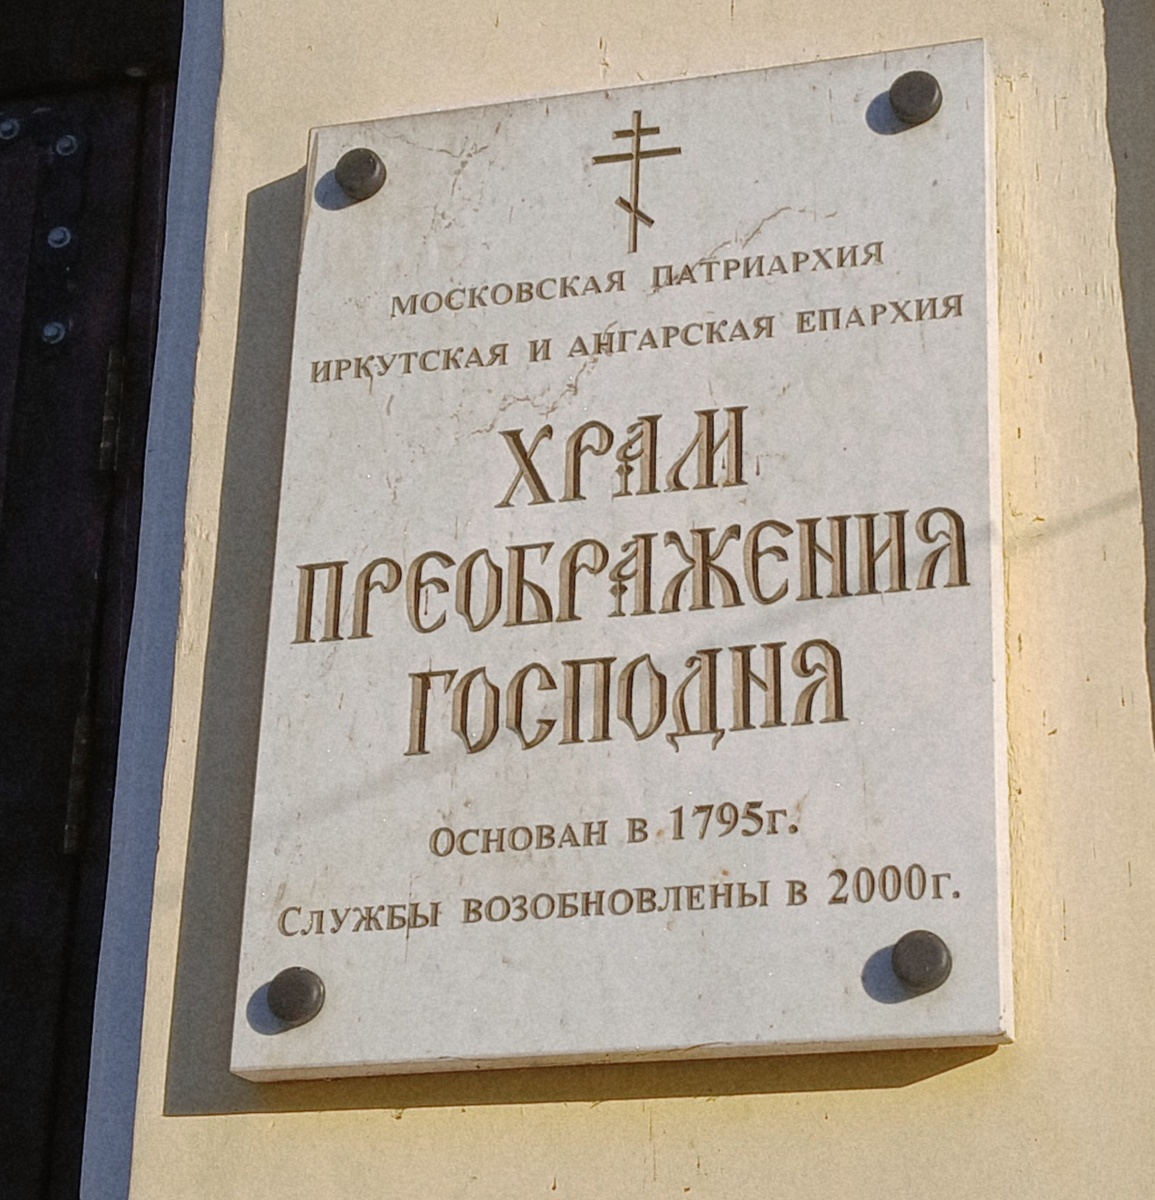 МОСКОВСКАЯ ПАТРИАРХИЯ
ИРКУТСКАЯ И АНГАРСКАЯ ЕПАРХИЯ
ХРАМ
ПРЕОБРАЖЕНИЯ
ГОСПОДНЯ
ОСНОВАН В 1795г.
СЛУЖБЫ ВОЗОБНОВЛЕНЫ В 2000г.